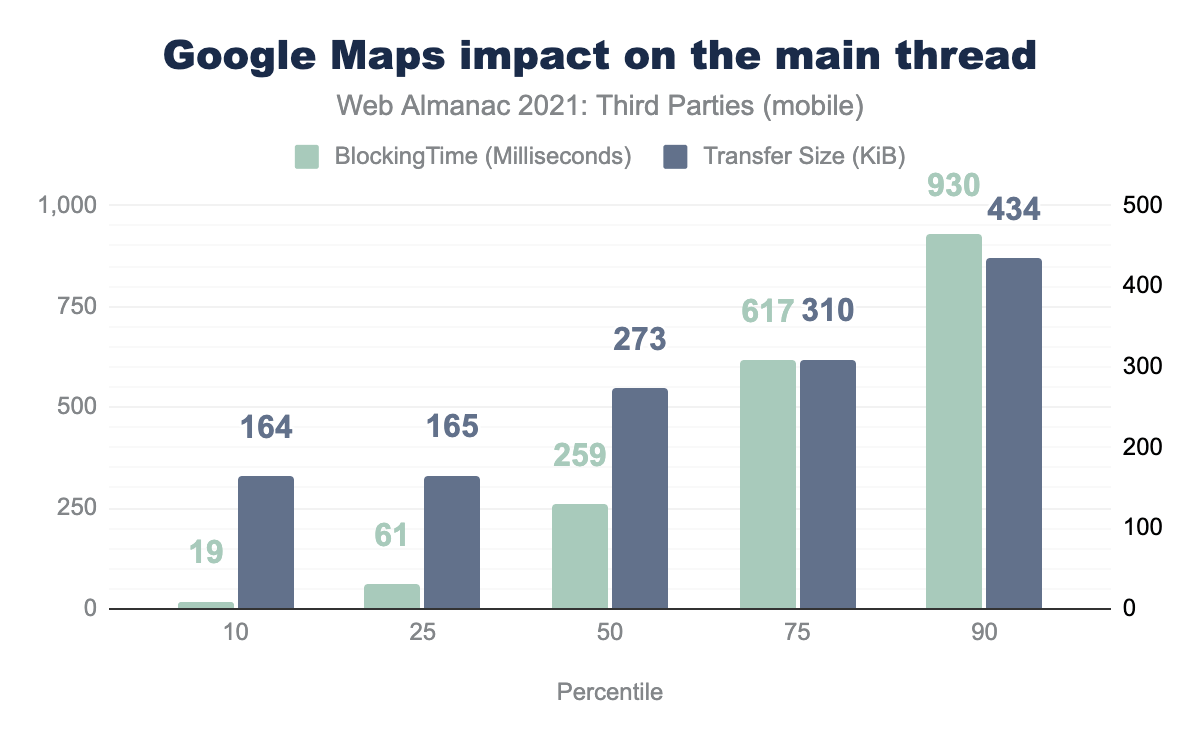 Google Maps impact on the main thread
Web Almanac 2021: Third Parties (mobile)
BlockingTime (Milliseconds) Transfer Size (KiB)
930
434
1,000 500
400
750 617 310
273 300
500
164 165 200
259
250
61 100
19
0 0
10 25 50 75 90
Percentile